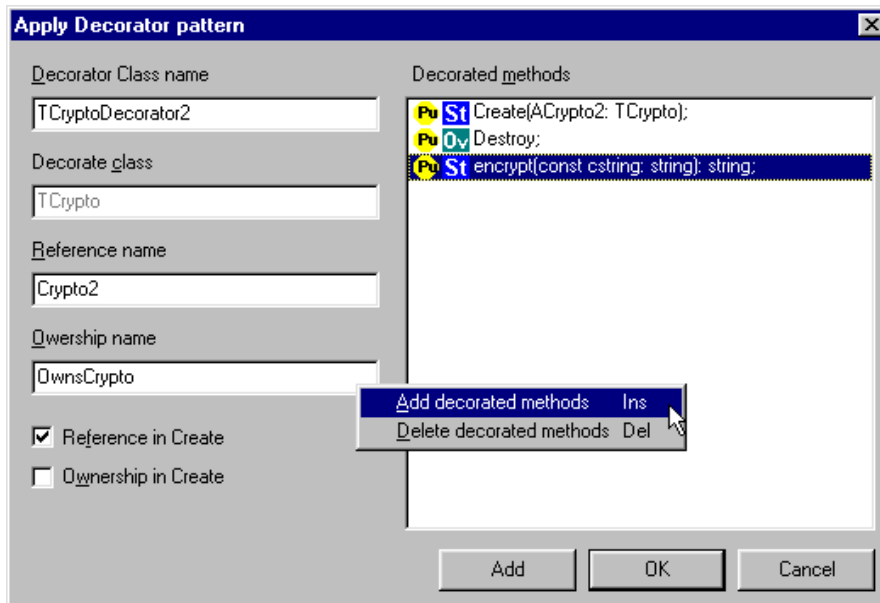 Apply Decorator pattern
Decorator Class name
TCryptoDecorator2
Decorate class
TCrypto
Reference name
Crypto2
Owership name
OwnsCrypto
Reference in Create
Ownership in Create
Decorated methods
Pu St Create(ACrypto2: TCrypto);
Pu Ov Destroy;
Pu St encrypt(const cstring: string): string;
Add decorated methods Ins
Delete decorated methods Del
Add
OK
Cancel